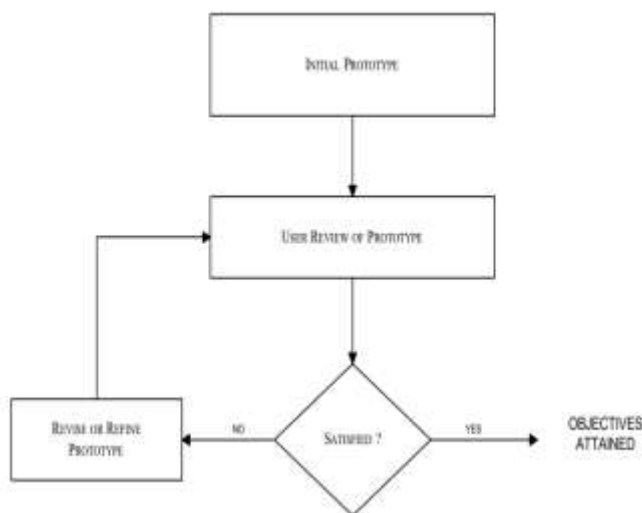 INITIAL PROTOTYPE
USER REVIEW OF PROTOTYPE
REVISE OR REFINE
PROTOTYPE
NO
SATISFIED ?
YES
OBJECTIVES
ATTAINED